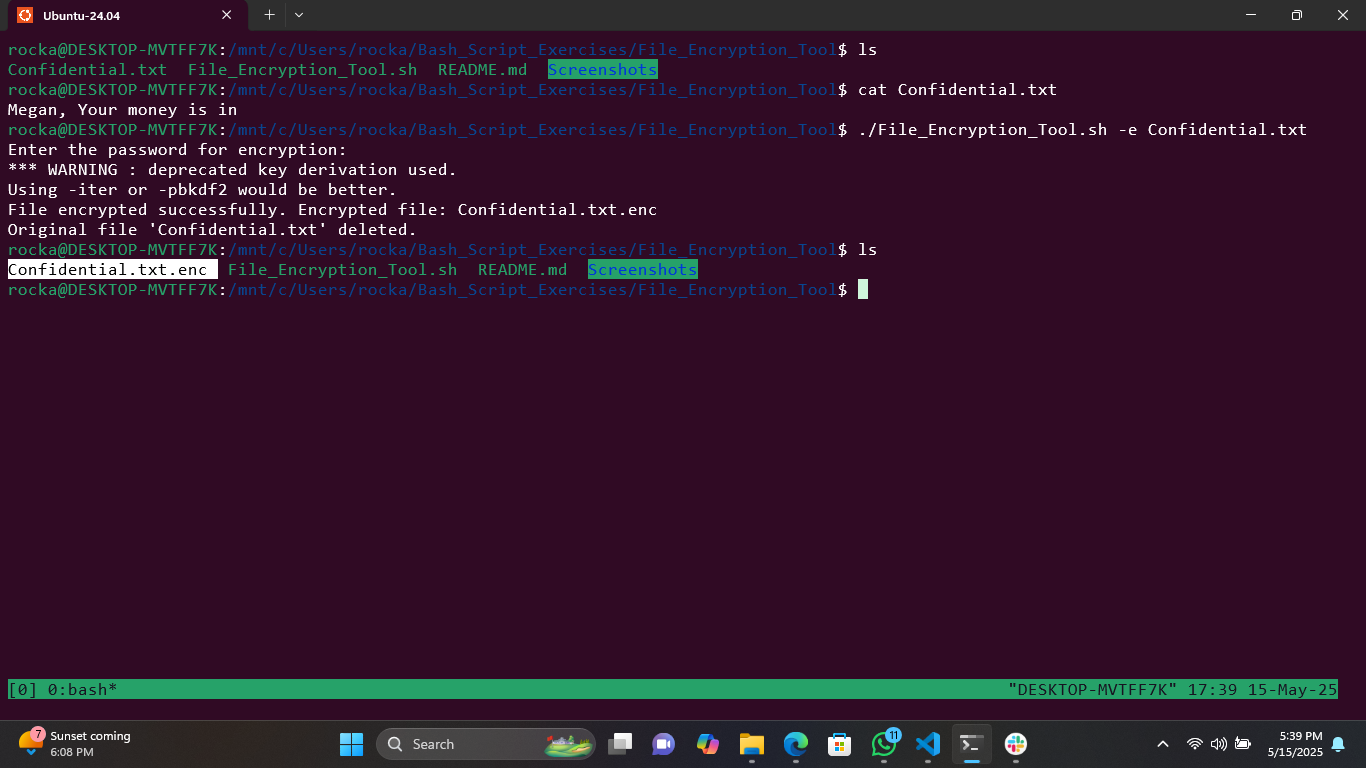 Ubuntu-24.04
rocka@DESKTOP-MVTFF7K:/mnt/c/Users/rocka/Bash_Script_Exercises/File_Encryption_Tool$ ls
Confidential.txt  File_Encryption_Tool.sh  README.md  Screenshots
rocka@DESKTOP-MVTFF7K:/mnt/c/Users/rocka/Bash_Script_Exercises/File_Encryption_Tool$ cat Confidential.txt
Megan, Your money is in
rocka@DESKTOP-MVTFF7K:/mnt/c/Users/rocka/Bash_Script_Exercises/File_Encryption_Tool$ ./File_Encryption_Tool.sh -e Confidential.txt
Enter the password for encryption:
*** WARNING : deprecated key derivation used.
Using -iter or -pbkdf2 would be better.
File encrypted successfully. Encrypted file: Confidential.txt.enc
Original file 'Confidential.txt' deleted.
rocka@DESKTOP-MVTFF7K:/mnt/c/Users/rocka/Bash_Script_Exercises/File_Encryption_Tool$ ls
Confidential.txt.enc  File_Encryption_Tool.sh  README.md  Screenshots
rocka@DESKTOP-MVTFF7K:/mnt/c/Users/rocka/Bash_Script_Exercises/File_Encryption_Tool$
[0] 0:bash* "DESKTOP-MVTFF7K" 17:39 15-May-25
7 Sunset coming
6:08 PM
Search
11
5:39 PM
5/15/2025